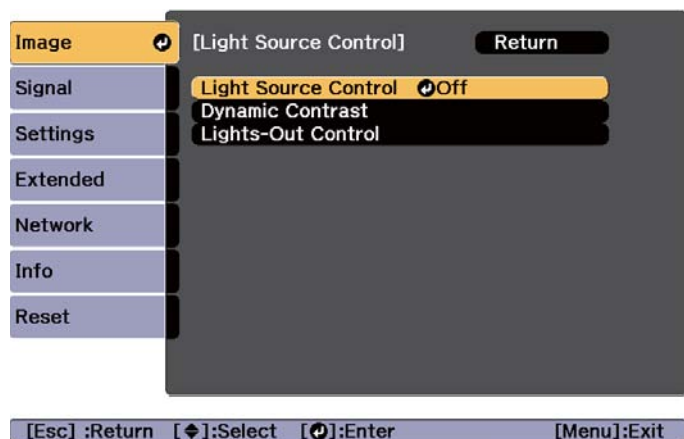 Image
Signal
Settings
Extended
Network
Info
Reset
[Light Source Control] Return
Light Source Control Off
Dynamic Contrast
Lights-Out Control
[Esc] :Return [◆]:Select [↵]:Enter [Menu]:Exit